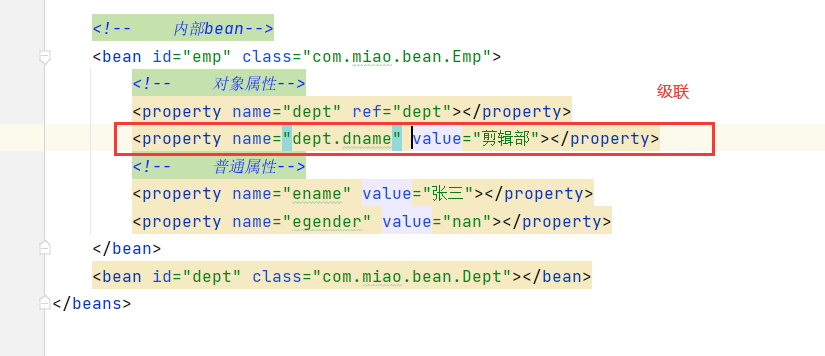 <!--    内部bean-->
<bean id="emp" class="com.miao.bean.Emp">
<!--    对象属性-->
<property name="dept" ref="dept"></property>
级联
<property name="dept.dname" value="剪辑部"></property>
<!--    普通属性-->
<property name="ename" value="张三"></property>
<property name="egender" value="nan"></property>
</bean>
<bean id="dept" class="com.miao.bean.Dept"></bean>
</beans>